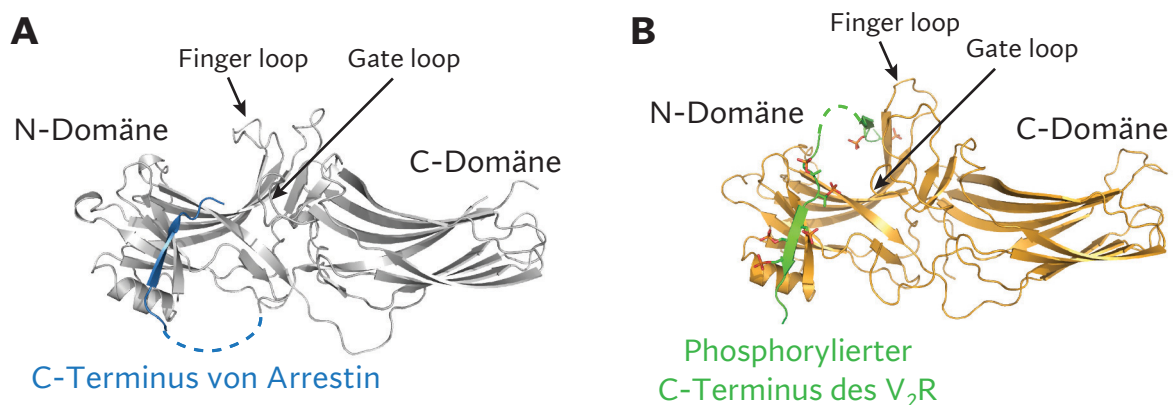 A
Finger loop
Gate loop
N-Domäne
C-Domäne
C-Terminus von Arrestin
B
Finger loop
Gate loop
N-Domäne
C-Domäne
Phosphorylierter
C-Terminus des V₂R